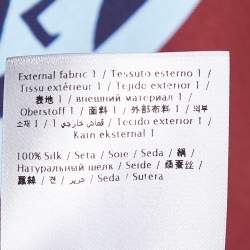 External fabric 1 / Tessuto esterno 1 /
Tissu extérieur 1 / Tejido exterior 1 /
表地 1 / внешний материал 1 /
Oberstoff 1 / 面料 1 / 外部布料 1 / 외부
소재 1 / قماش خارجي 1 / Tecido exterior 1 /
Kain eksternal 1
100% Silk / Seta / Soie / Seda / 絹 /
Натуральный шелк / Seide / 桑蚕丝 /
蠶絲 / 견 / حرير / Seda / Sutera